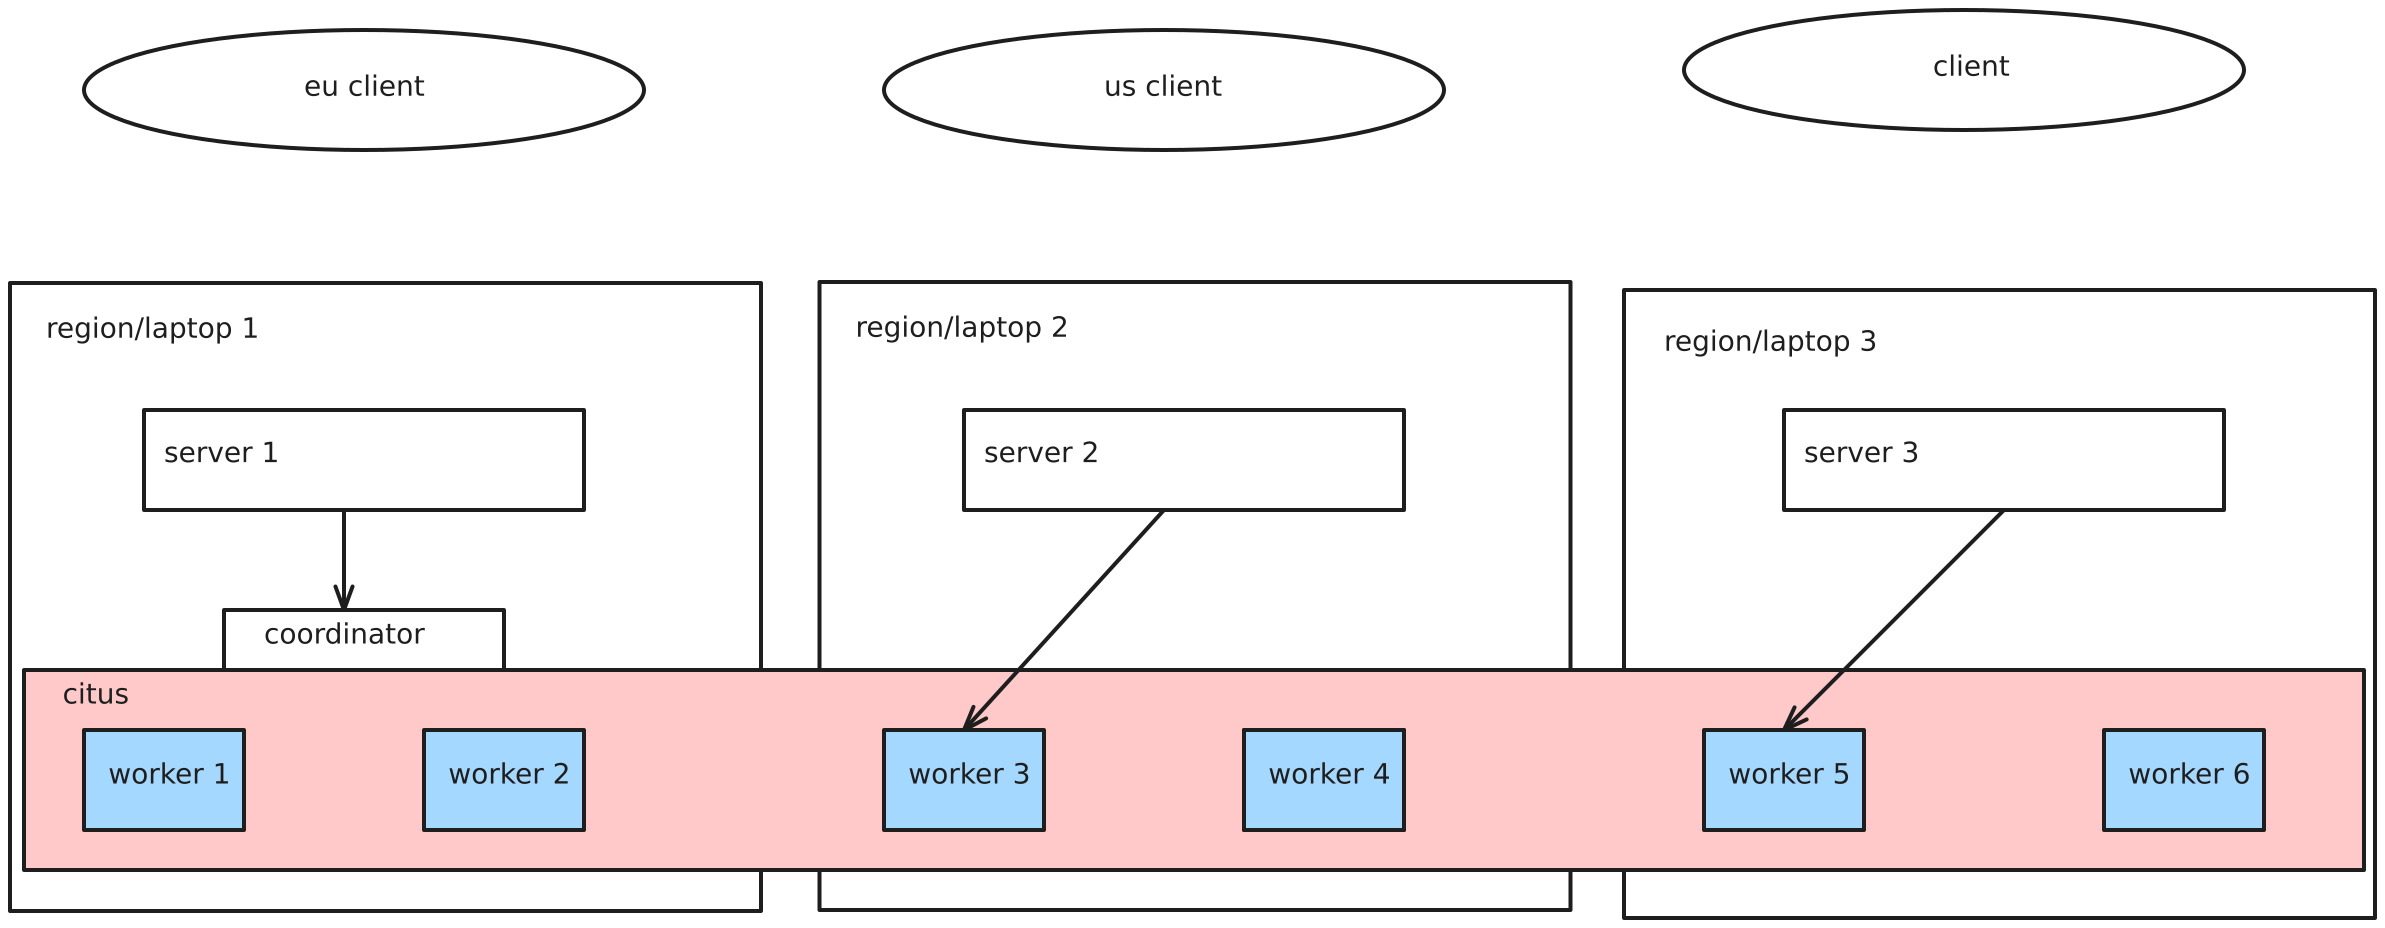 eu client
us client
client
region/laptop 1
region/laptop 2
region/laptop 3
server 1
server 2
server 3
coordinator
citus
worker 1
worker 2
worker 3
worker 4
worker 5
worker 6